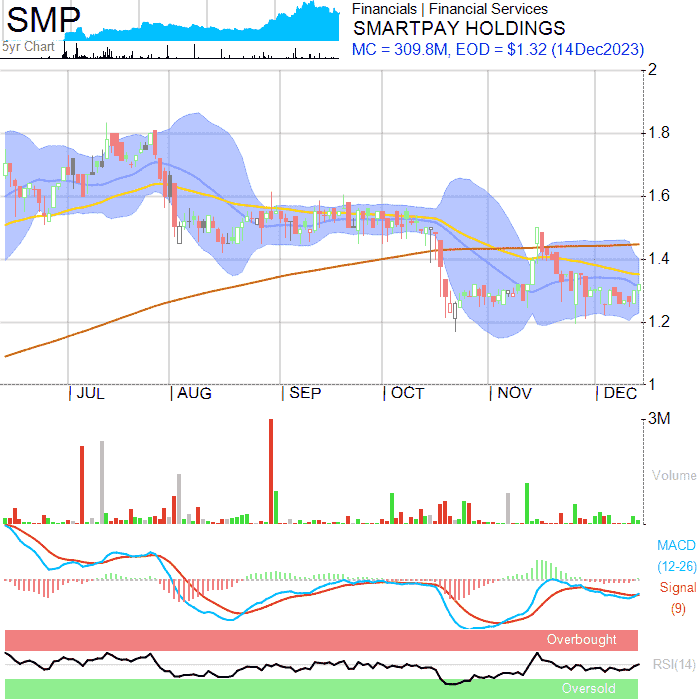 SMP
5yr Chart
Financials | Financial Services
SMARTPAY HOLDINGS
MC = 309.8M, EOD = $1.32 (14Dec2023)
2
1.8
1.6
1.4
1.2
1
JUL AUG SEP OCT NOV DEC
3M
Volume
MACD
(12-26)
Signal
(9)
Overbought
RSI(14)
Oversold